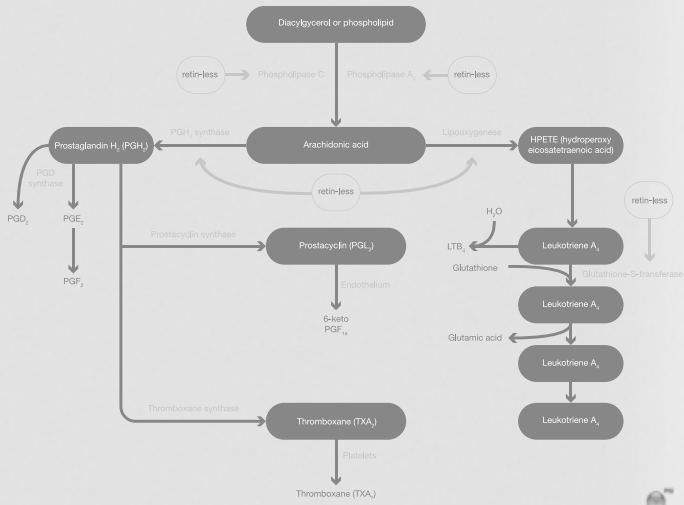 Diacylgycerol or phospholipid
retin-less
Phospholipase C
Phospholipase A₂
retin-less
Prostaglandin H₂ (PGH₂)
PGH₂ synthase
Arachidonic acid
Lipooxygenase
HPETE (hydroperoxy
eicosatetraenoic acid)
PGD
synthase
retin-less
retin-less
PGD₂
PGE₂
PGF₂
Prostacyclin synthase
Prostacyclin (PGL₂)
Endothelium
6-keto
PGF₁α
H₂O
LTB₄
Leukotriene A₄
Glutathione
Glutathione-S-transferase
Leukotriene A₄
Glutamic acid
Leukotriene A₄
Leukotriene A₄
Thromboxane synthase
Thromboxane (TXA₂)
Platelets
Thromboxane (TXA₂)